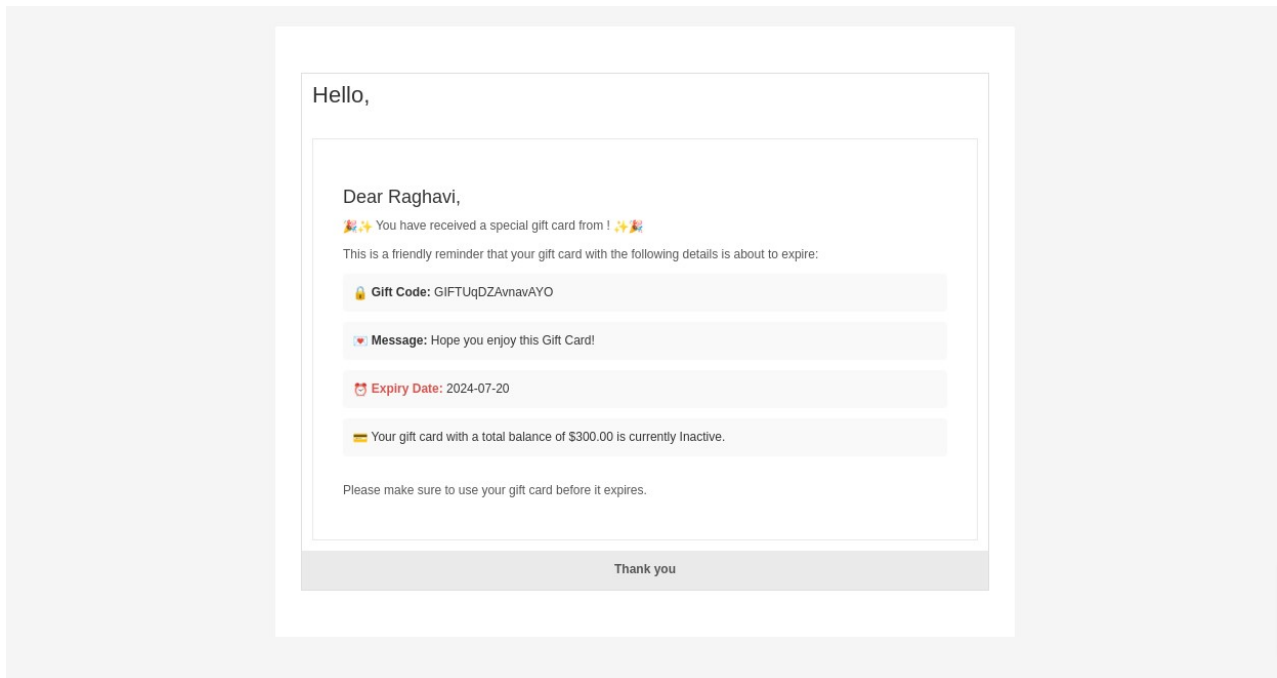 Hello,
Dear Raghavi,
🎉✨ You have received a special gift card from ! ✨🎉
This is a friendly reminder that your gift card with the following details is about to expire:
🔒 Gift Code: GIFTUqDZAvnavAYO
💌 Message: Hope you enjoy this Gift Card!
⏰ Expiry Date: 2024-07-20
💳 Your gift card with a total balance of $300.00 is currently Inactive.
Please make sure to use your gift card before it expires.
Thank you